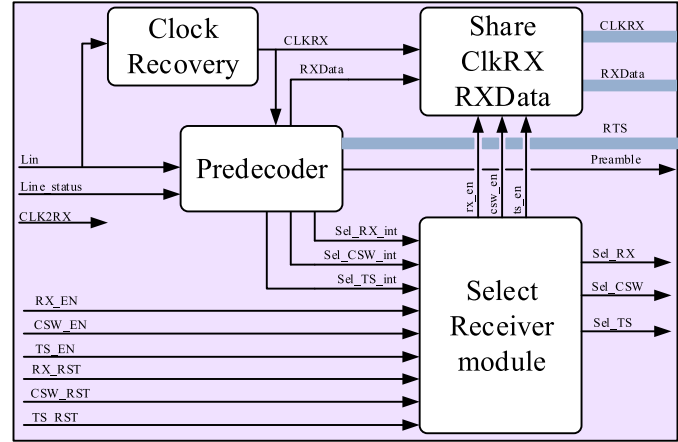 Clock
Recovery
CLKRX
RXData
Share
ClkRX
RXData
CLKRX
RXData
RTS
Preamble
Lin
Line_status
CLK2RX
Predecoder
rx_en
csw_en
ts_en
Sel_RX_int
Sel_CSW_int
Sel_TS_int
RX_EN
CSW_EN
TS_EN
RX_RST
CSW_RST
TS_RST
Select
Receiver
module
Sel_RX
Sel_CSW
Sel_TS